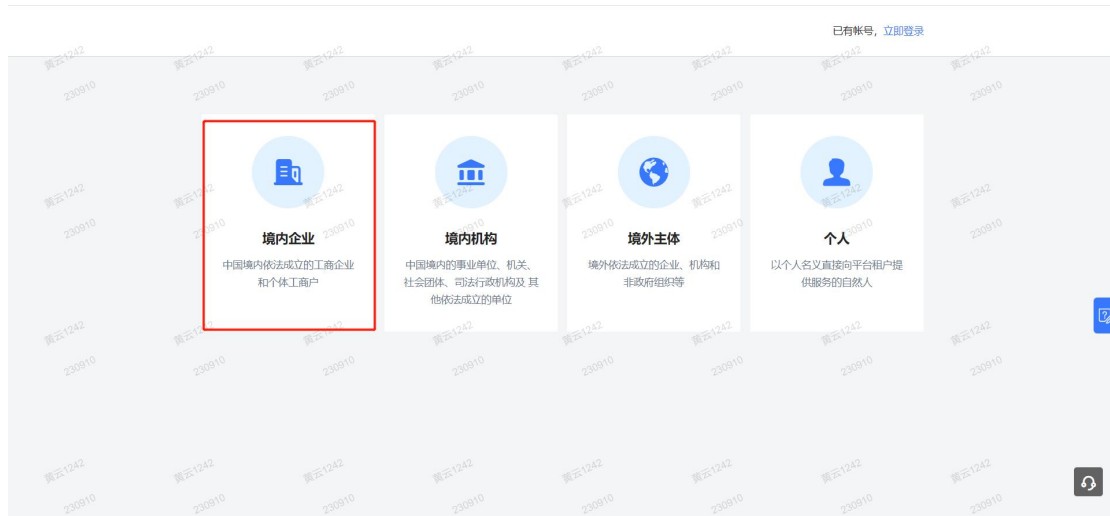 已有帐号，立即登录
境内企业
中国境内依法成立的工商企业
和个体工商户
境内机构
中国境内的事业单位、机关、
社会团体、司法行政机构及 其
他依法成立的单位
境外主体
境外依法成立的企业、机构和
非政府组织等
个人
以个人名义直接向平台租户提
供服务的自然人
黄云1242
230910